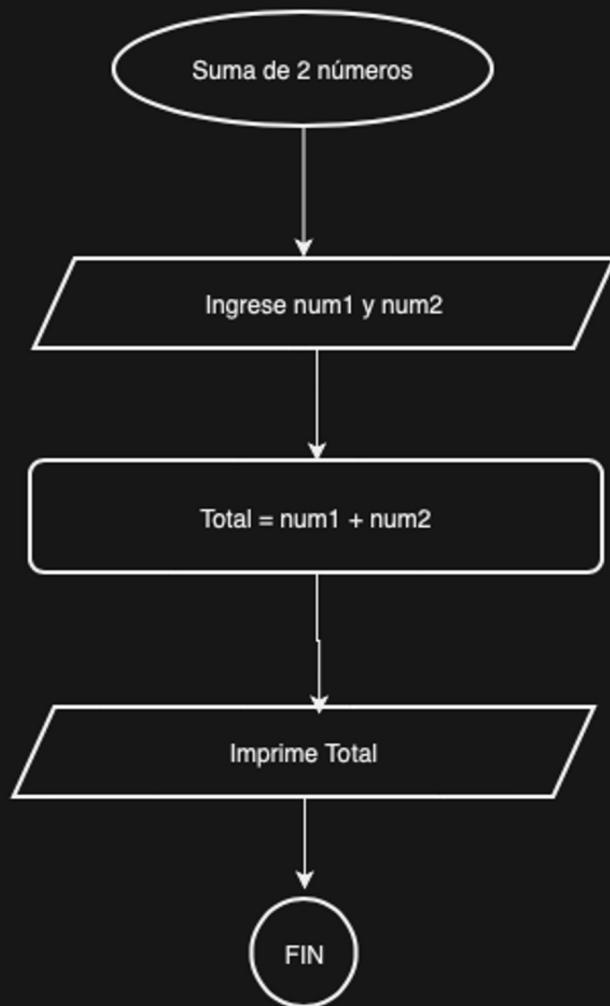 Suma de 2 números
Ingrese num1 y num2
Total = num1 + num2
Imprime Total
FIN